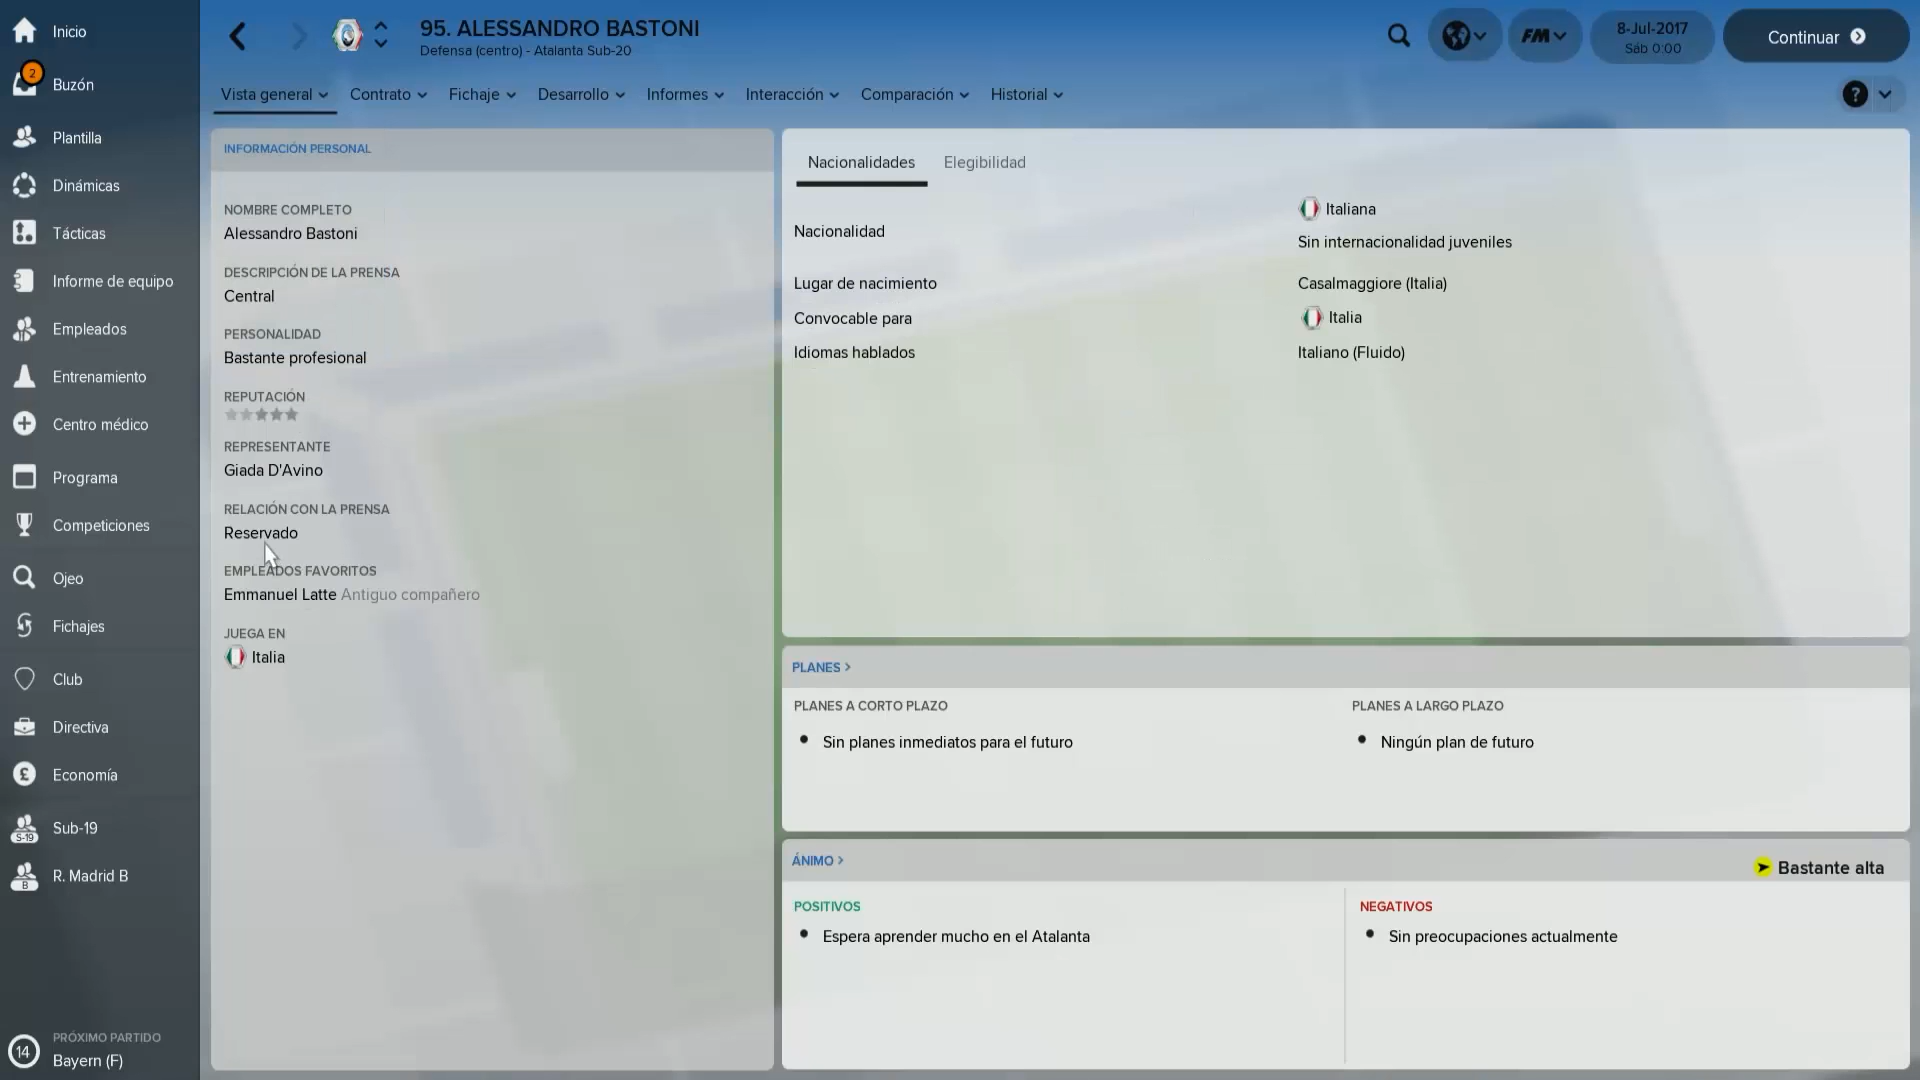 Inicio
2
Buzón
Plantilla
Dinámicas
Tácticas
Informe de equipo
Empleados
Entrenamiento
Centro médico
Programa
Competiciones
Ojeo
Fichajes
Club
Directiva
Economía
S-19
Sub-19
B
R. Madrid B
14
PRÓXIMO PARTIDO
Bayern (F)
95. ALESSANDRO BASTONI
Defensa (centro) - Atalanta Sub-20
FM
8-Jul-2017
Sáb 0:00
Continuar
Vista general
Contrato
Fichaje
Desarrollo
Informes
Interacción
Comparación
Historial
?
INFORMACIÓN PERSONAL
NOMBRE COMPLETO
Alessandro Bastoni
DESCRIPCIÓN DE LA PRENSA
Central
PERSONALIDAD
Bastante profesional
REPUTACIÓN
REPRESENTANTE
Giada D'Avino
RELACIÓN CON LA PRENSA
Reservado
EMPLEADOS FAVORITOS
Emmanuel Latte Antiguo compañero
JUEGA EN
Italia
Nacionalidades
Elegibilidad
Nacionalidad
Italiana
Sin internacionalidad juveniles
Lugar de nacimiento
Casalmaggiore (Italia)
Convocable para
Italia
Idiomas hablados
Italiano (Fluido)
PLANES >
PLANES A CORTO PLAZO
• Sin planes inmediatos para el futuro
PLANES A LARGO PLAZO
• Ningún plan de futuro
ÁNIMO >
Bastante alta
POSITIVOS
• Espera aprender mucho en el Atalanta
NEGATIVOS
• Sin preocupaciones actualmente